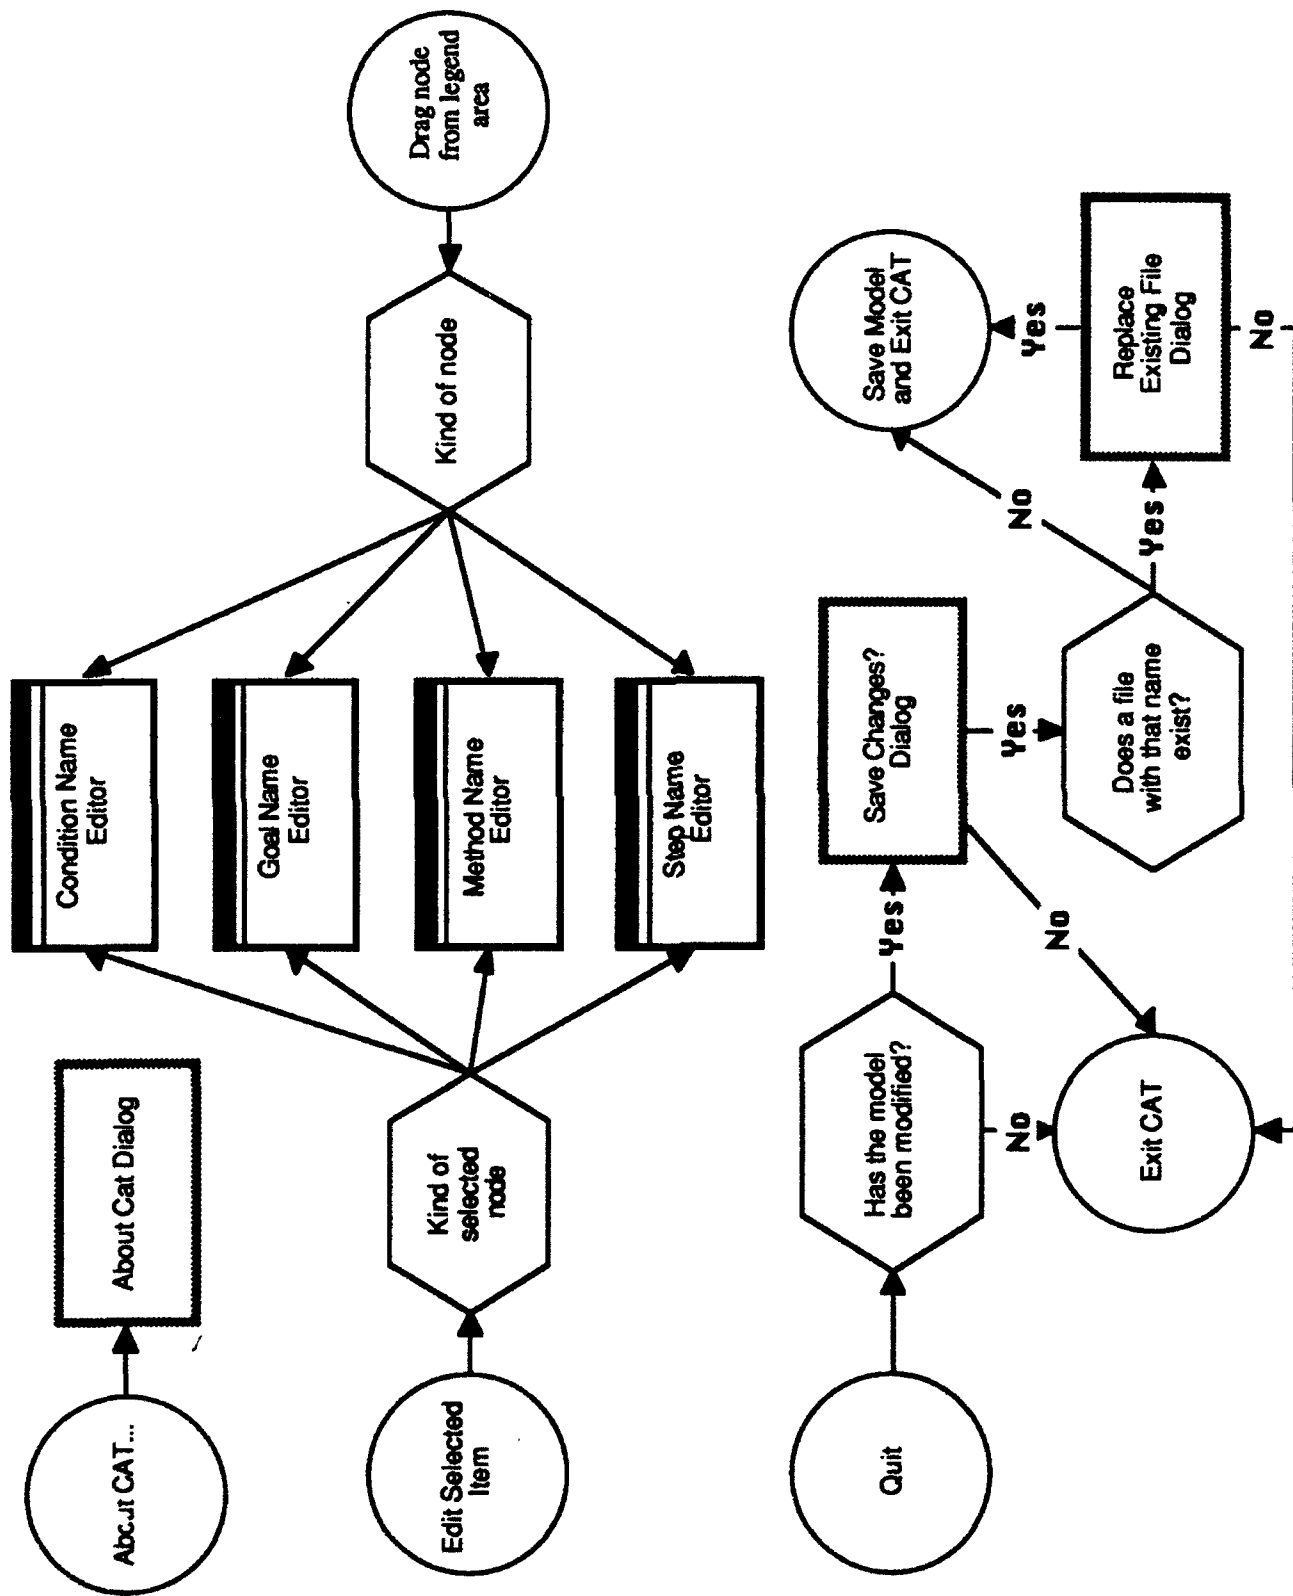 About CAT...
About Cat Dialog
Edit Selected
Item
Kind of
selected
node
Condition Name
Editor
Goal Name
Editor
Method Name
Editor
Step Name
Editor
Kind of node
Drag node
from legend
area
Quit
Has the model
been modified?
Yes
No
Save Changes?
Dialog
No
Yes
Exit CAT
Does a file
with that name
exist?
No
Yes
Save Model
and Exit CAT
Yes
Replace
Existing File
Dialog
No